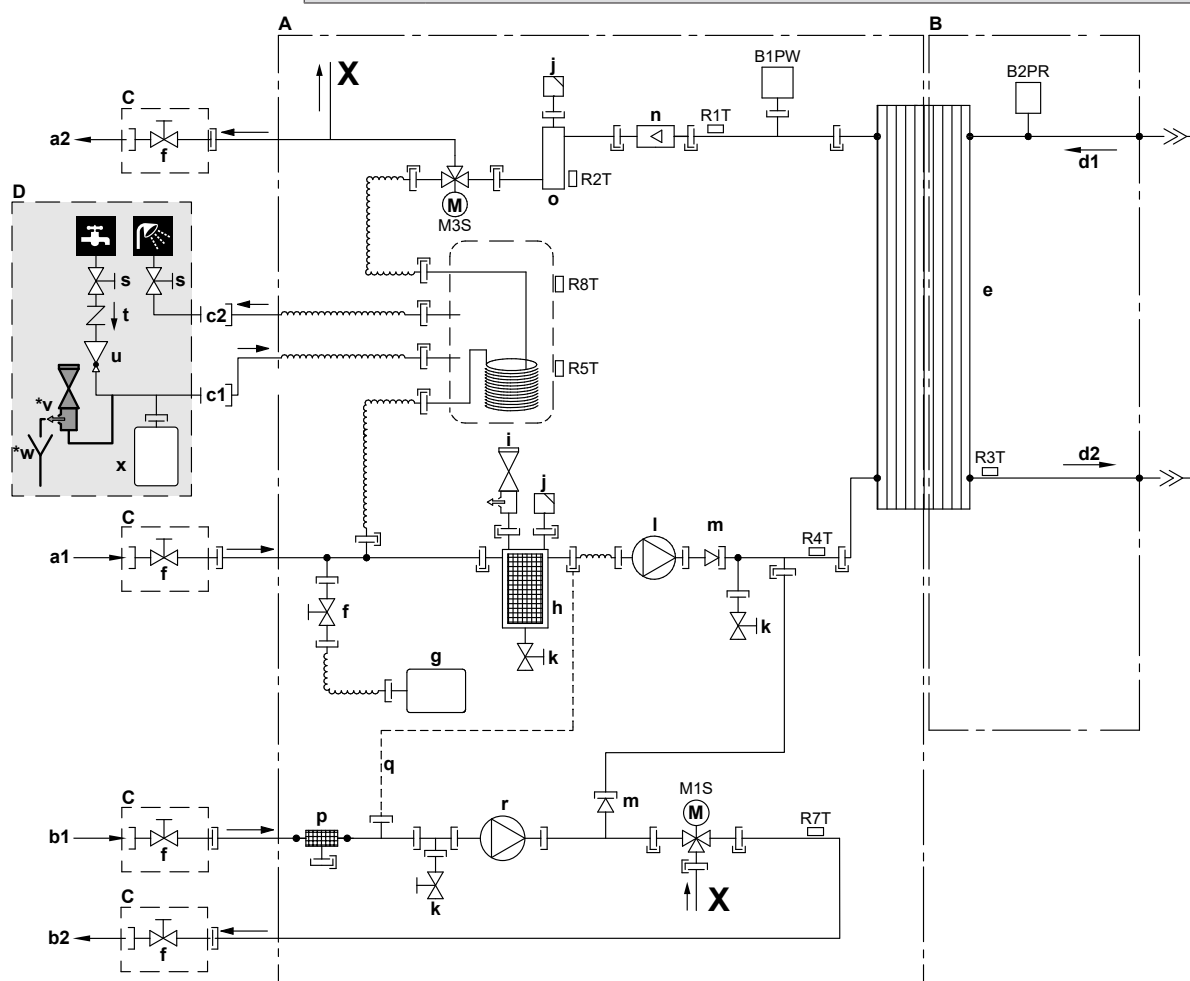 A
B
X
j
B1PW
B2PR
C
n
R1T
a2
f
d1
D
R2T
o
M
M3S
s
s
R8T
e
t
c2
u
R5T
c1
*v
*w
x
i
j
R3T
d2
C
l
m
a1
R4T
f
f
h
k
k
g
q
C
p
r
m
M1S
M
R7T
b1
f
k
X
C
b2
f